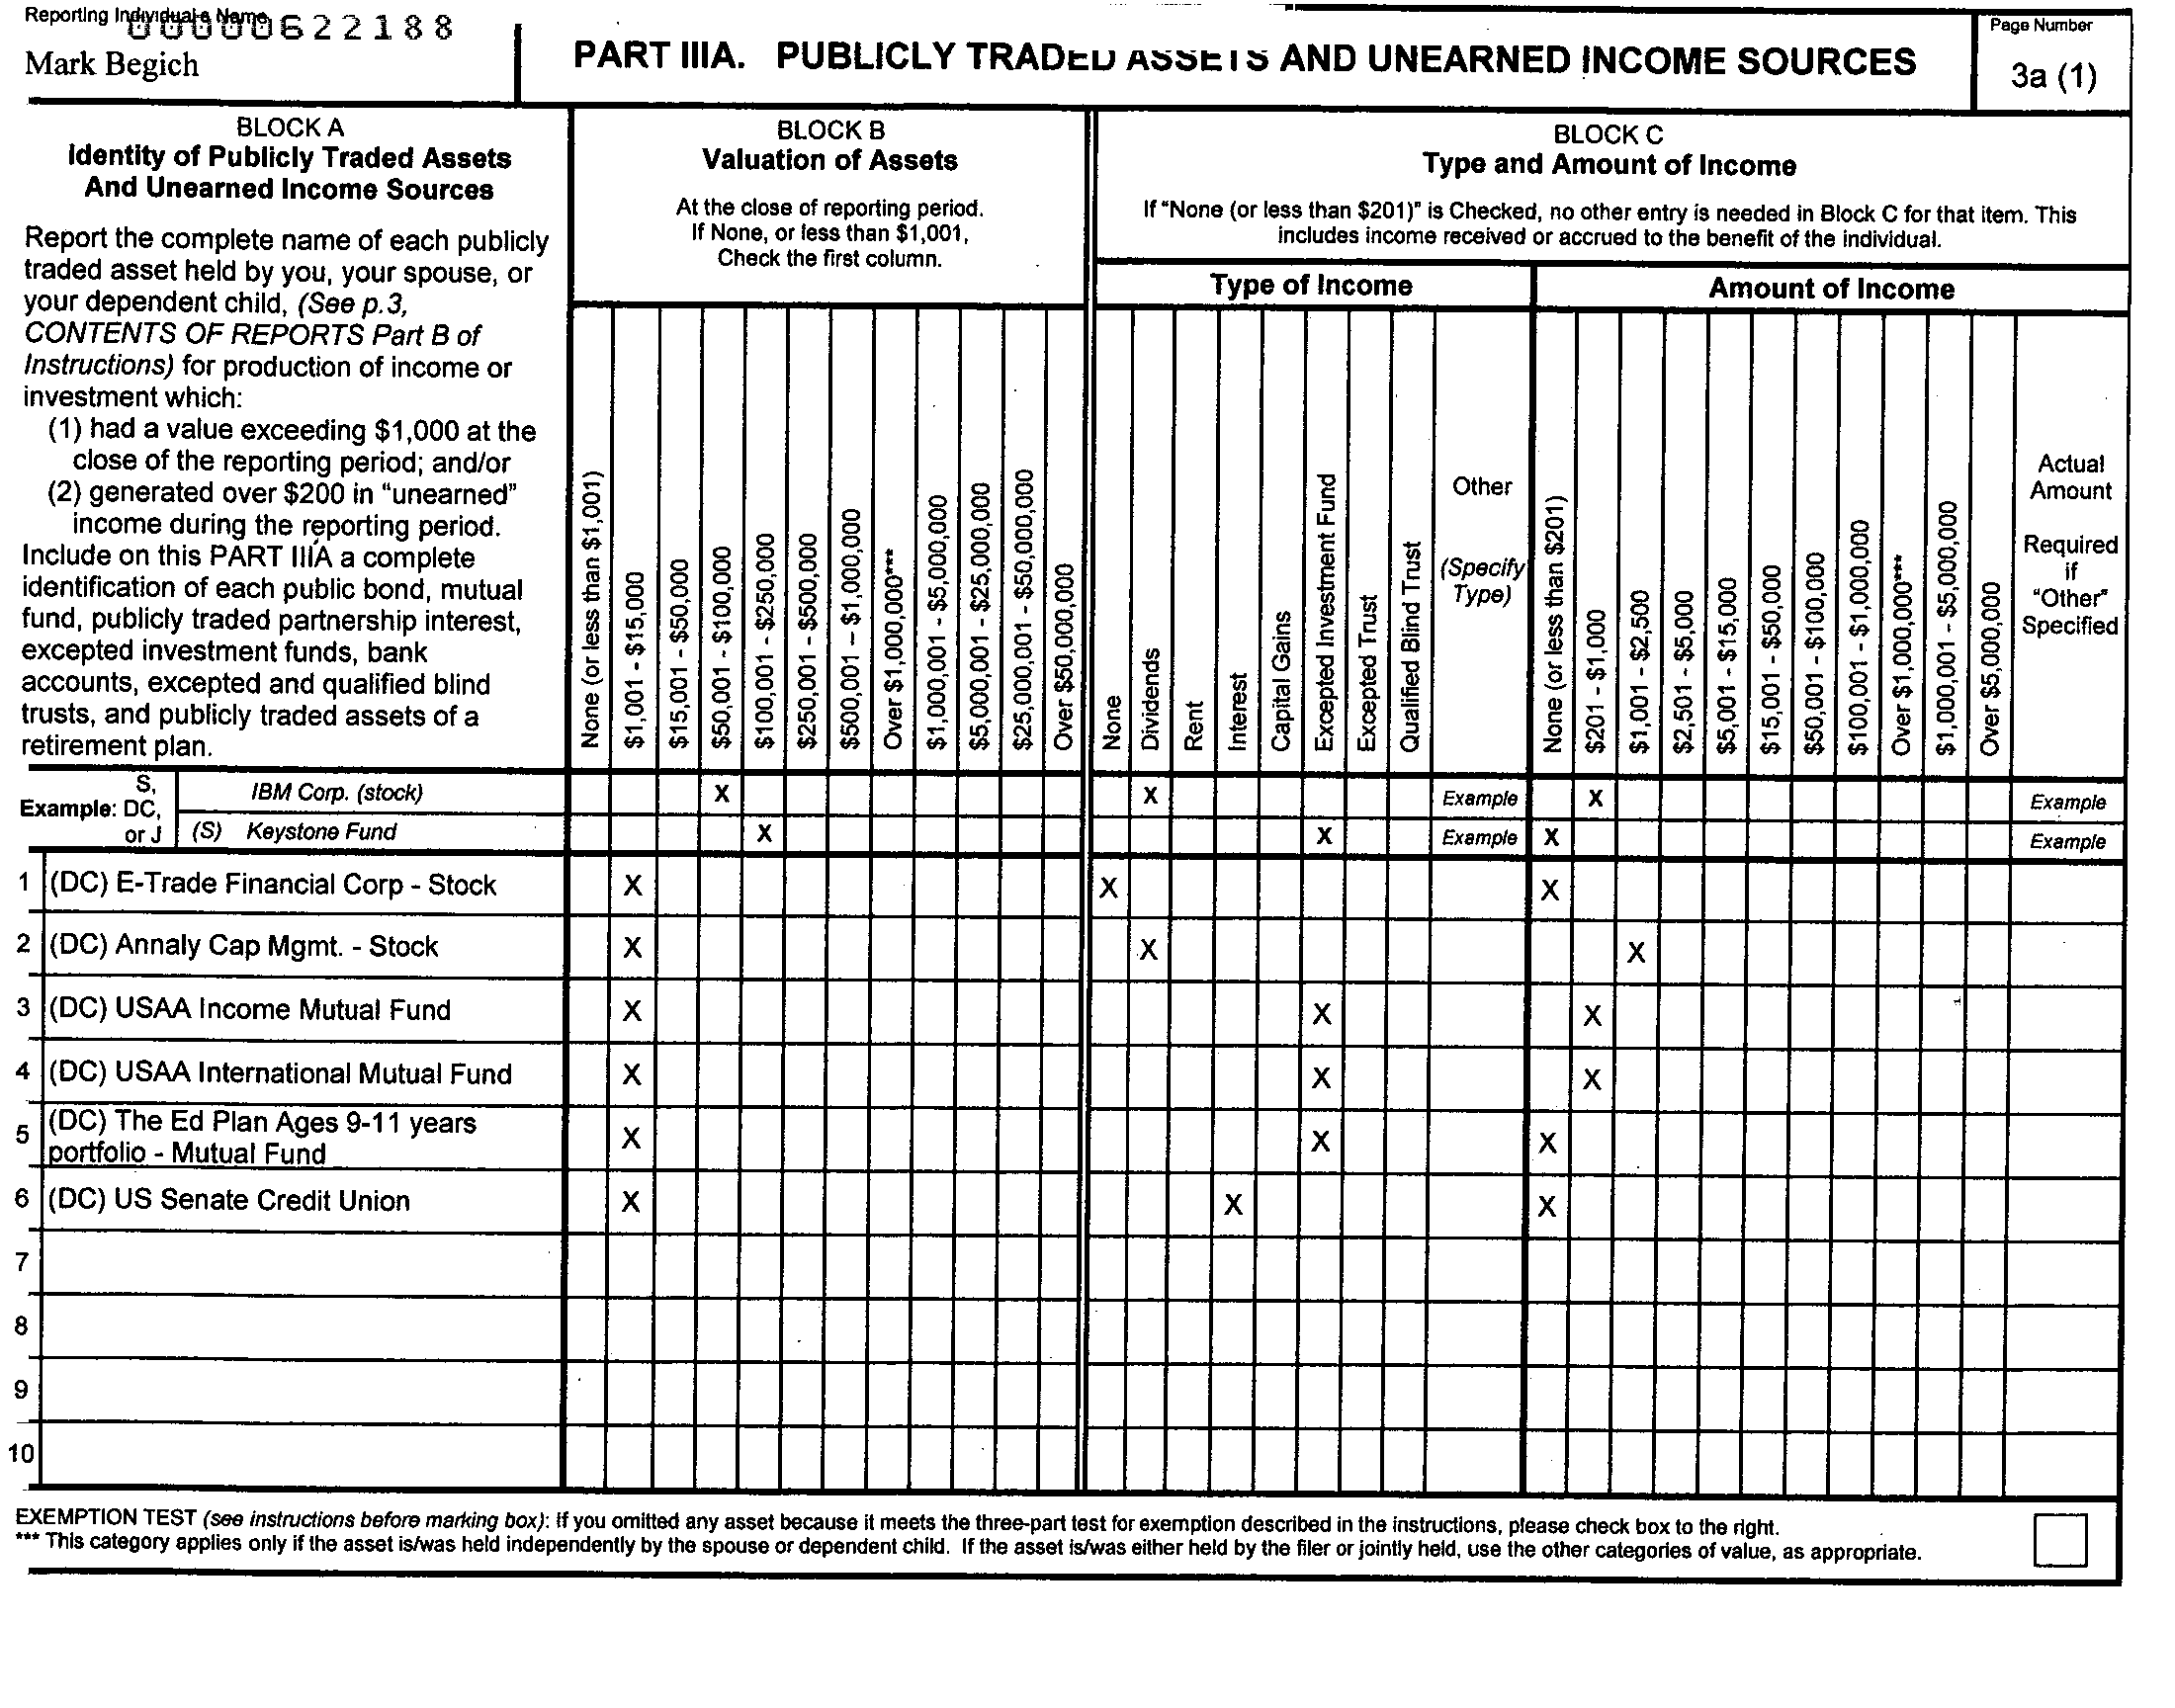 Reporting Individual's Name
00000622188
Mark Begich
PART IIIA. PUBLICLY TRADED ASSETS AND UNEARNED INCOME SOURCES
Page Number
3a (1)
BLOCK A
Identity of Publicly Traded Assets
And Unearned Income Sources
Report the complete name of each publicly
traded asset held by you, your spouse, or
your dependent child, (See p.3,
CONTENTS OF REPORTS Part B of
Instructions) for production of income or
investment which:
(1) had a value exceeding $1,000 at the
close of the reporting period; and/or
(2) generated over $200 in "unearned"
income during the reporting period.
Include on this PART IIIA a complete
identification of each public bond, mutual
fund, publicly traded partnership interest,
excepted investment funds, bank
accounts, excepted and qualified blind
trusts, and publicly traded assets of a
retirement plan.
BLOCK B
Valuation of Assets
At the close of reporting period.
If None, or less than $1,001,
Check the first column.
None (or less than $1,001)
$1,001 - $15,000
$15,001 - $50,000
$50,001 - $100,000
$100,001 - $250,000
$250,001 - $500,000
$500,001 – $1,000,000
Over $1,000,000***
$1,000,001 - $5,000,000
$5,000,001 - $25,000,000
$25,000,001 - $50,000,000
Over $50,000,000
BLOCK C
Type and Amount of Income
If "None (or less than $201)" is Checked, no other entry is needed in Block C for that item. This
includes income received or accrued to the benefit of the individual.
Type of Income
None
Dividends
Rent
Interest
Capital Gains
Excepted Investment Fund
Excepted Trust
Qualified Blind Trust
Other
(Specify
Type)
Amount of Income
None (or less than $201)
$201 - $1,000
$1,001 - $2,500
$2,501 - $5,000
$5,001 - $15,000
$15,001 - $50,000
$50,001 - $100,000
$100,001 - $1,000,000
Over $1,000,000***
$1,000,001 - $5,000,000
Over $5,000,000
Actual
Amount
Required
if
"Other"
Specified
S,
Example: DC,
or J
IBM Corp. (stock) X X Example X Example
(S) Keystone Fund X X Example X Example
1 (DC) E-Trade Financial Corp - Stock X X X
2 (DC) Annaly Cap Mgmt. - Stock X X X
3 (DC) USAA Income Mutual Fund X X X
4 (DC) USAA International Mutual Fund X X X
5 (DC) The Ed Plan Ages 9-11 years
portfolio - Mutual Fund X X X
6 (DC) US Senate Credit Union X X X
7
8
9
10
EXEMPTION TEST (see instructions before marking box): If you omitted any asset because it meets the three-part test for exemption described in the instructions, please check box to the right.
*** This category applies only if the asset is/was held independently by the spouse or dependent child. If the asset is/was either held by the filer or jointly held, use the other categories of value, as appropriate.